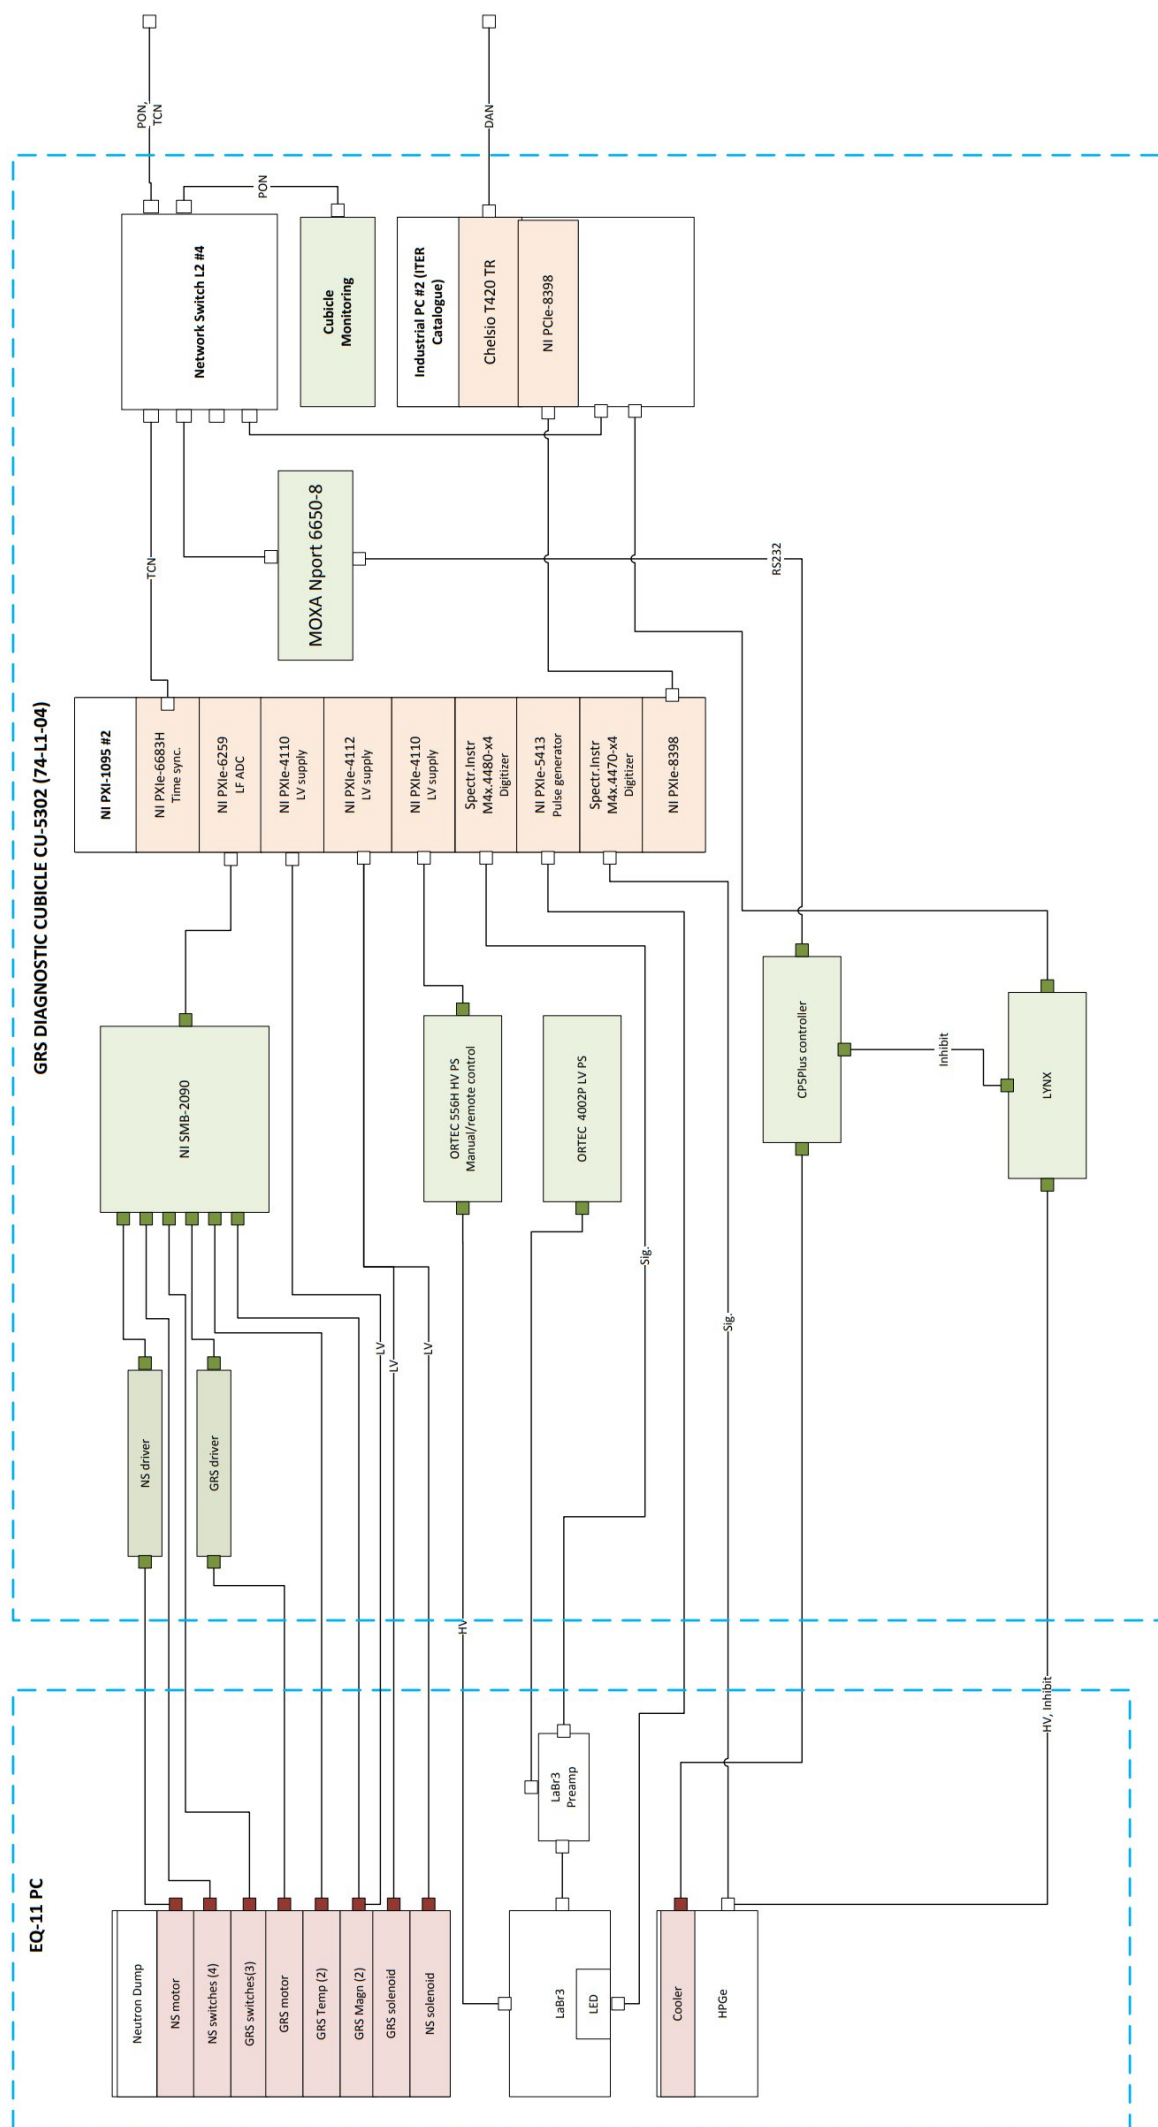 PON,
TCN
DAN
GRS DIAGNOSTIC CUBICLE CU-5302 (74-L1-04)
Network Switch L2 #4
PON
Cubicle
Monitoring
Industrial PC #2 (ITER
Catalogue)
Chelsio T420 TR
NI PCIe-8398
TCN
MOXA Nport 6650-8
RS232
NI PXI-1095 #2
NI PXIe-6683H
Time sync.
NI PXIe-6259
LF ADC
NI PXIe-4110
LV supply
NI PXIe-4112
LV supply
NI PXIe-4110
LV supply
Spectr.Instr
M4x.4480-x4
Digitizer
NI PXIe-5413
Pulse generator
Spectr.Instr
M4x.4470-x4
Digitizer
NI PXIe-8398
NI SMB-2090
ORTEC 556H HV PS
Manual/remote control
ORTEC 4002P LV PS
CP5Plus controller
Inhibit
LYNX
NS driver
GRS driver
LV
LV
LV
Sig.
Sig.
HV
HV, Inhibit
EQ-11 PC
LaBr3
Preamp
Neutron Dump
NS motor
NS switches (4)
GRS switches(3)
GRS motor
GRS Temp (2)
GRS Magn (2)
GRS solenoid
NS solenoid
LaBr3
LED
Cooler
HPGe